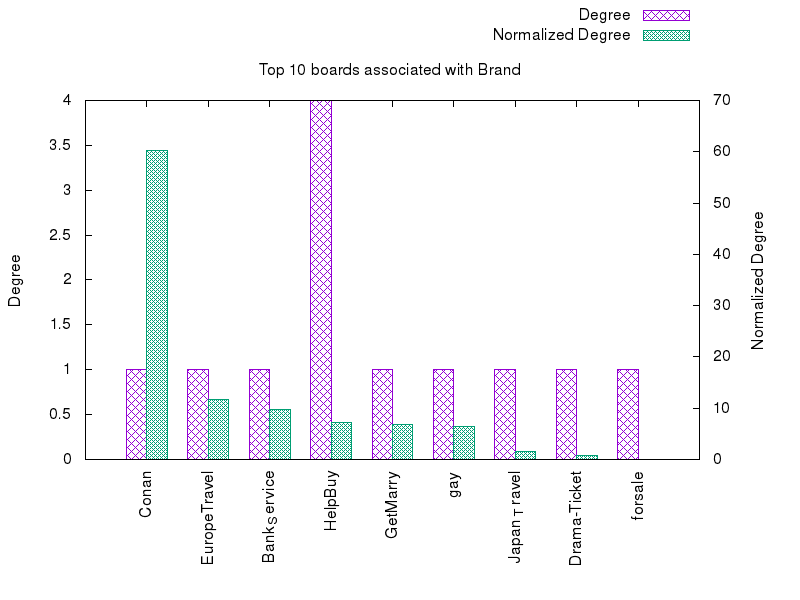 Degree
Normalized Degree
Top 10 boards associated with Brand
4
3.5
3
2.5
2
1.5
1
0.5
0
70
60
50
40
30
20
10
0
Degree
Normalized Degree
Conan
EuropeTravel
BankService
HelpBuy
GetMarry
gay
JapanTravel
Drama-Ticket
forsale